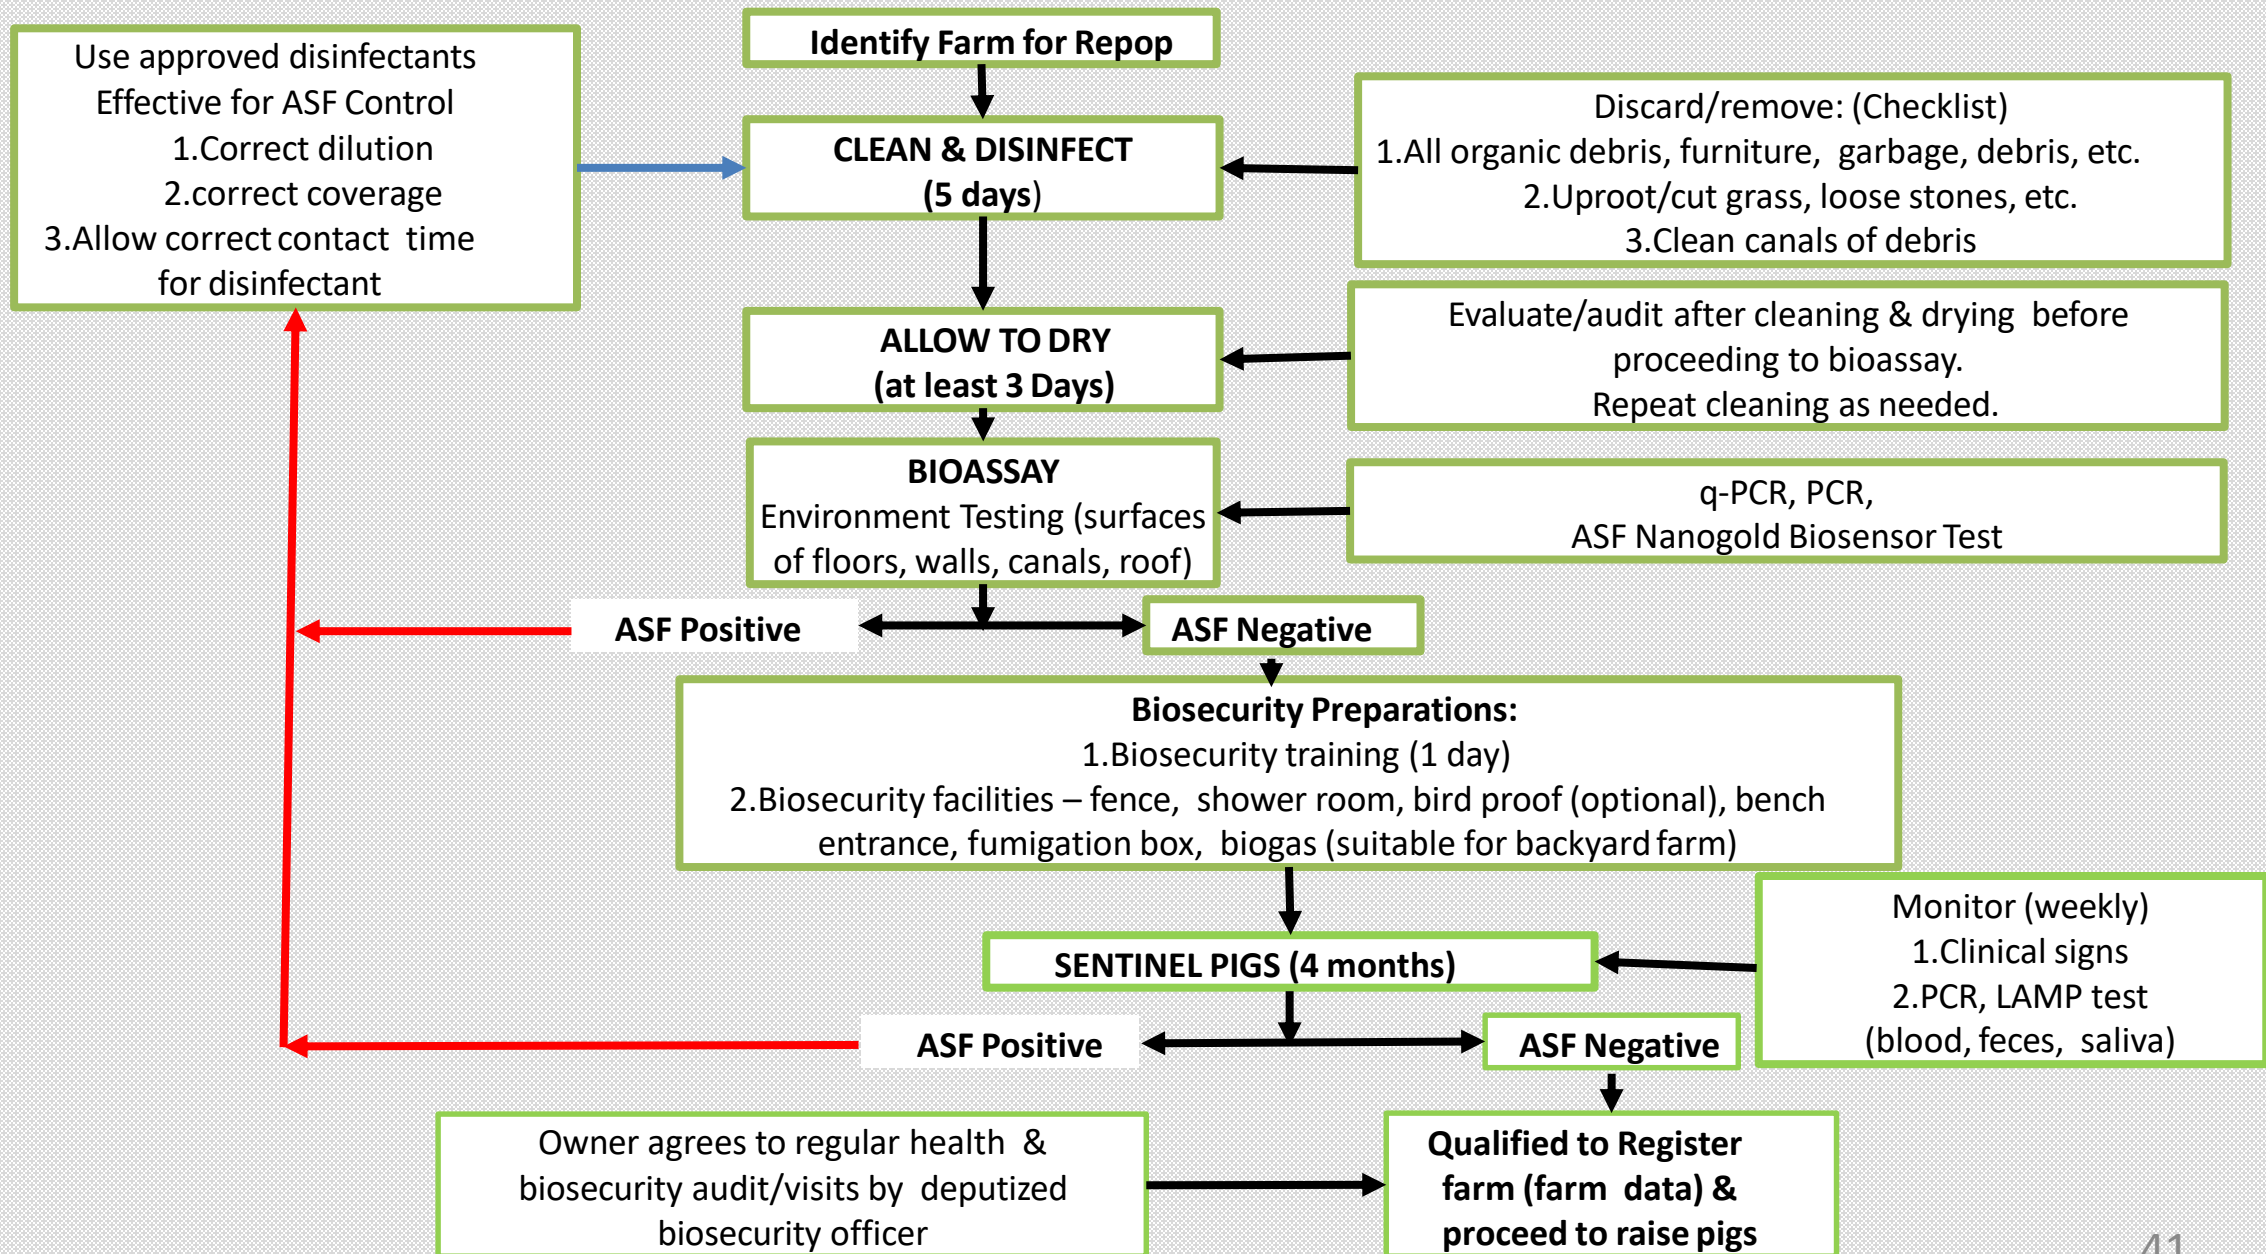 Identify Farm for Repop
Use approved disinfectants
Effective for ASF Control
1.Correct dilution
2.correct coverage
3.Allow correct contact time
for disinfectant
CLEAN & DISINFECT
(5 days)
Discard/remove: (Checklist)
1.All organic debris, furniture, garbage, debris, etc.
2.Uproot/cut grass, loose stones, etc.
3.Clean canals of debris
ALLOW TO DRY
(at least 3 Days)
Evaluate/audit after cleaning & drying before
proceeding to bioassay.
Repeat cleaning as needed.
BIOASSAY
Environment Testing (surfaces
of floors, walls, canals, roof)
q-PCR, PCR,
ASF Nanogold Biosensor Test
ASF Positive
ASF Negative
Biosecurity Preparations:
1.Biosecurity training (1 day)
2.Biosecurity facilities – fence, shower room, bird proof (optional), bench
entrance, fumigation box, biogas (suitable for backyard farm)
SENTINEL PIGS (4 months)
Monitor (weekly)
1.Clinical signs
2.PCR, LAMP test
(blood, feces, saliva)
ASF Positive
ASF Negative
Owner agrees to regular health &
biosecurity audit/visits by deputized
biosecurity officer
Qualified to Register
farm (farm data) &
proceed to raise pigs
41